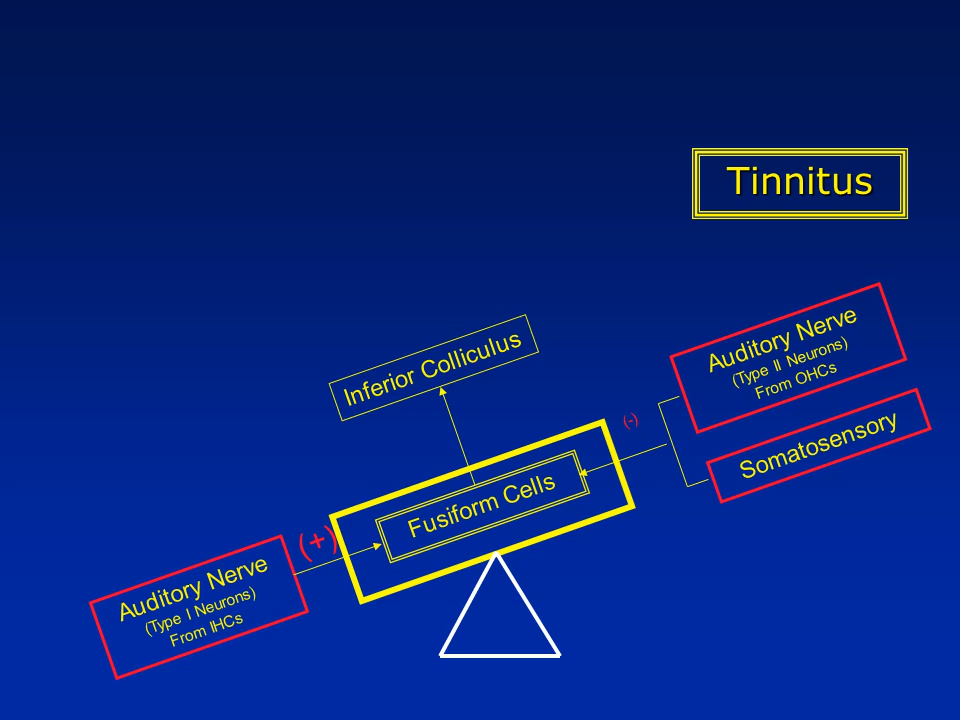 Tinnitus
Auditory Nerve
(Type II Neurons)
From OHCs
Inferior Colliculus
(-)
Somatosensory
Fusiform Cells
(+)
Auditory Nerve
(Type I Neurons)
From IHCs